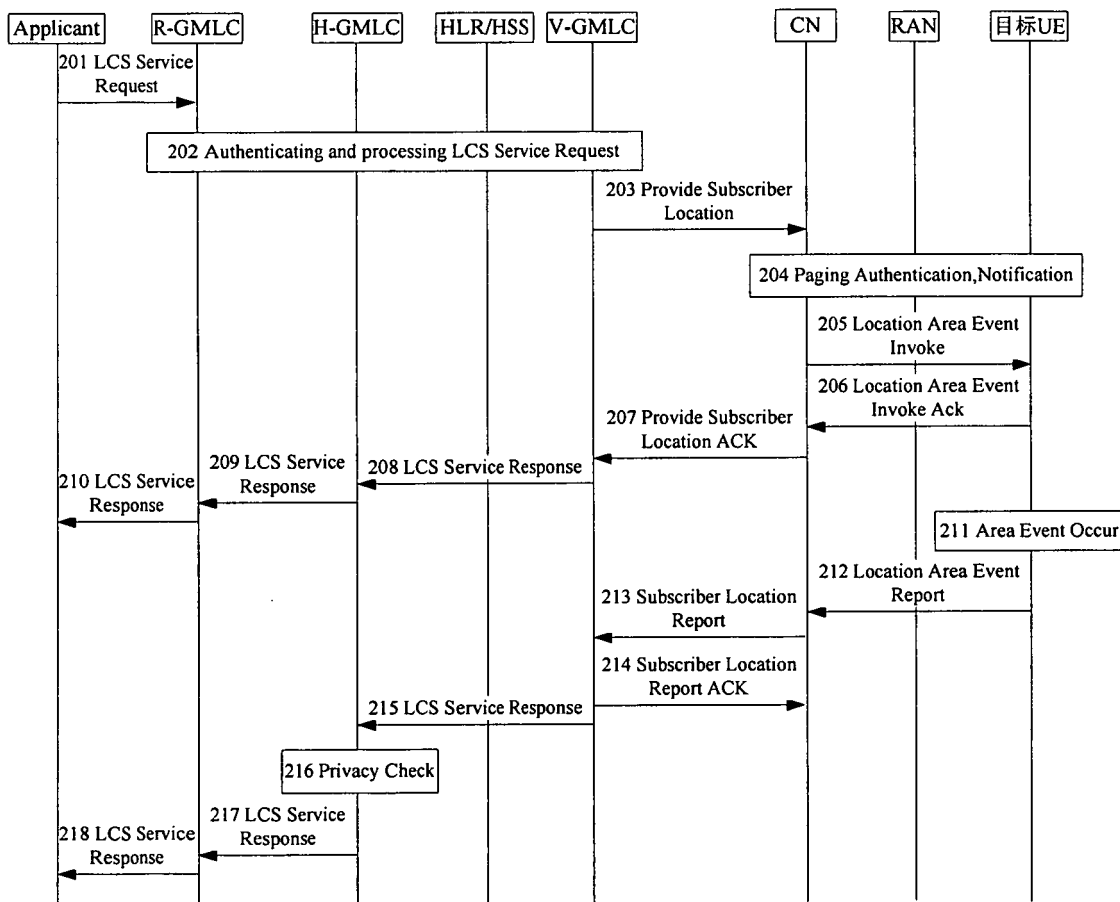 Applicant
R-GMLC
H-GMLC
HLR/HSS
V-GMLC
CN
RAN
目标UE
201 LCS Service
Request
202 Authenticating and processing LCS Service Request
203 Provide Subscriber
Location
204 Paging Authentication,Notification
205 Location Area Event
Invoke
206 Location Area Event
Invoke Ack
207 Provide Subscriber
Location ACK
208 LCS Service Response
209 LCS Service
Response
210 LCS Service
Response
211 Area Event Occur
212 Location Area Event
Report
213 Subscriber Location
Report
214 Subscriber Location
Report ACK
215 LCS Service Response
216 Privacy Check
217 LCS Service
Response
218 LCS Service
Response